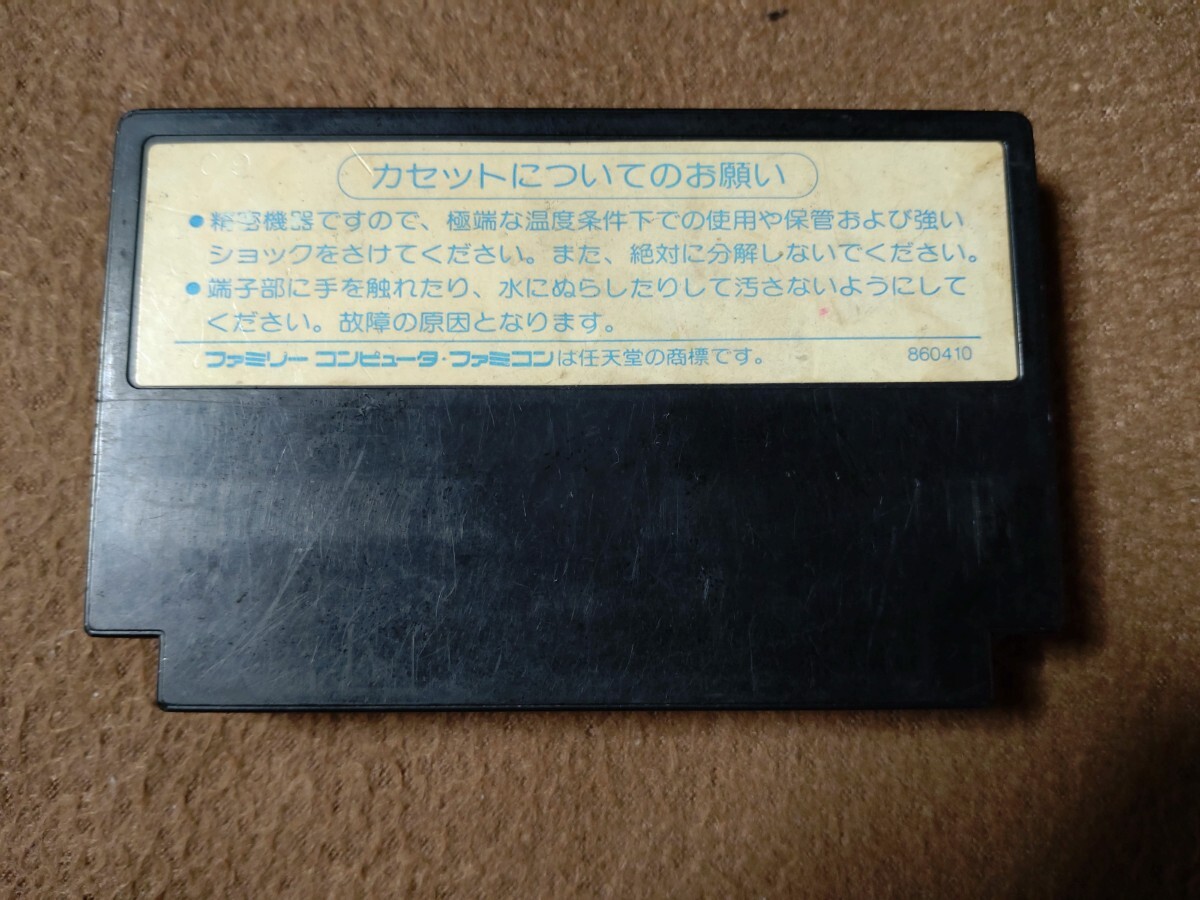 カセットについてのお願い
●精密機器ですので、極端な温度条件下での使用や保管および強い
ショックをさけてください。また、絶対に分解しないでください。
●端子部に手を触れたり、水にぬらしたりして汚さないようにして
ください。故障の原因となります。
ファミリーコンピュータ・ファミコンは任天堂の商標です。 860410